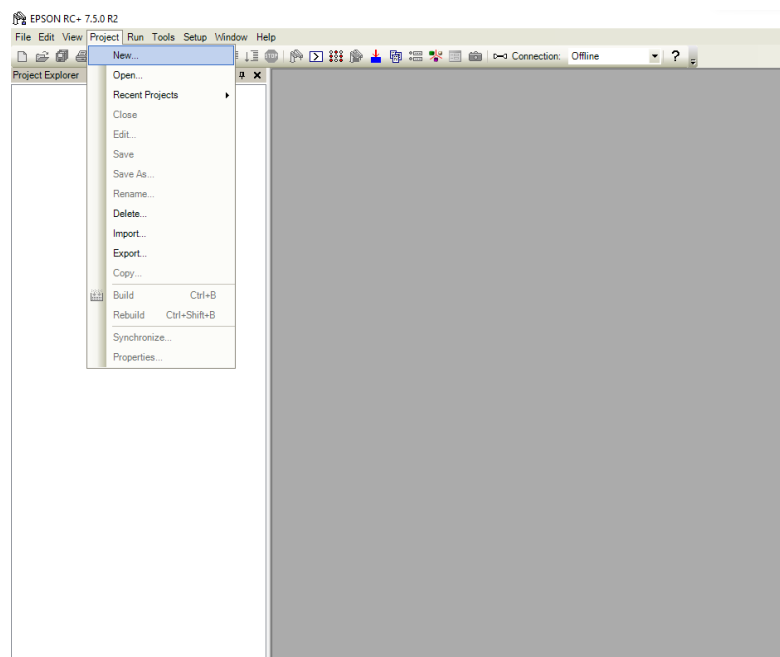 EPSON RC+ 7.5.0 R2
File Edit View Project Run Tools Setup Window Help
Connection: Offline ?
Project Explorer
New...
Open...
Recent Projects
Close
Edit...
Save
Save As...
Rename...
Delete...
Import...
Export...
Copy...
Build Ctrl+B
Rebuild Ctrl+Shift+B
Synchronize...
Properties...